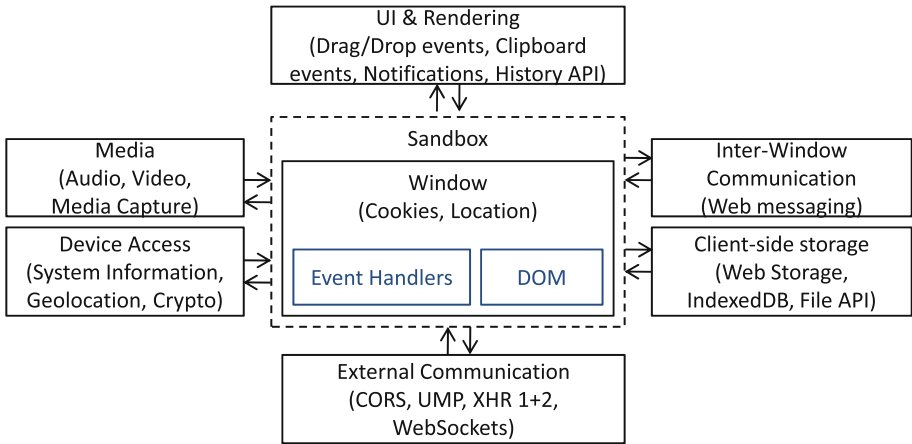 UI & Rendering
(Drag/Drop events, Clipboard
events, Notifications, History API)
Sandbox
Media
(Audio, Video,
Media Capture)
Window
(Cookies, Location)
Inter-Window
Communication
(Web messaging)
Device Access
(System Information,
Geolocation, Crypto)
Event Handlers
DOM
Client-side storage
(Web Storage,
IndexedDB, File API)
External Communication
(CORS, UMP, XHR 1+2,
WebSockets)